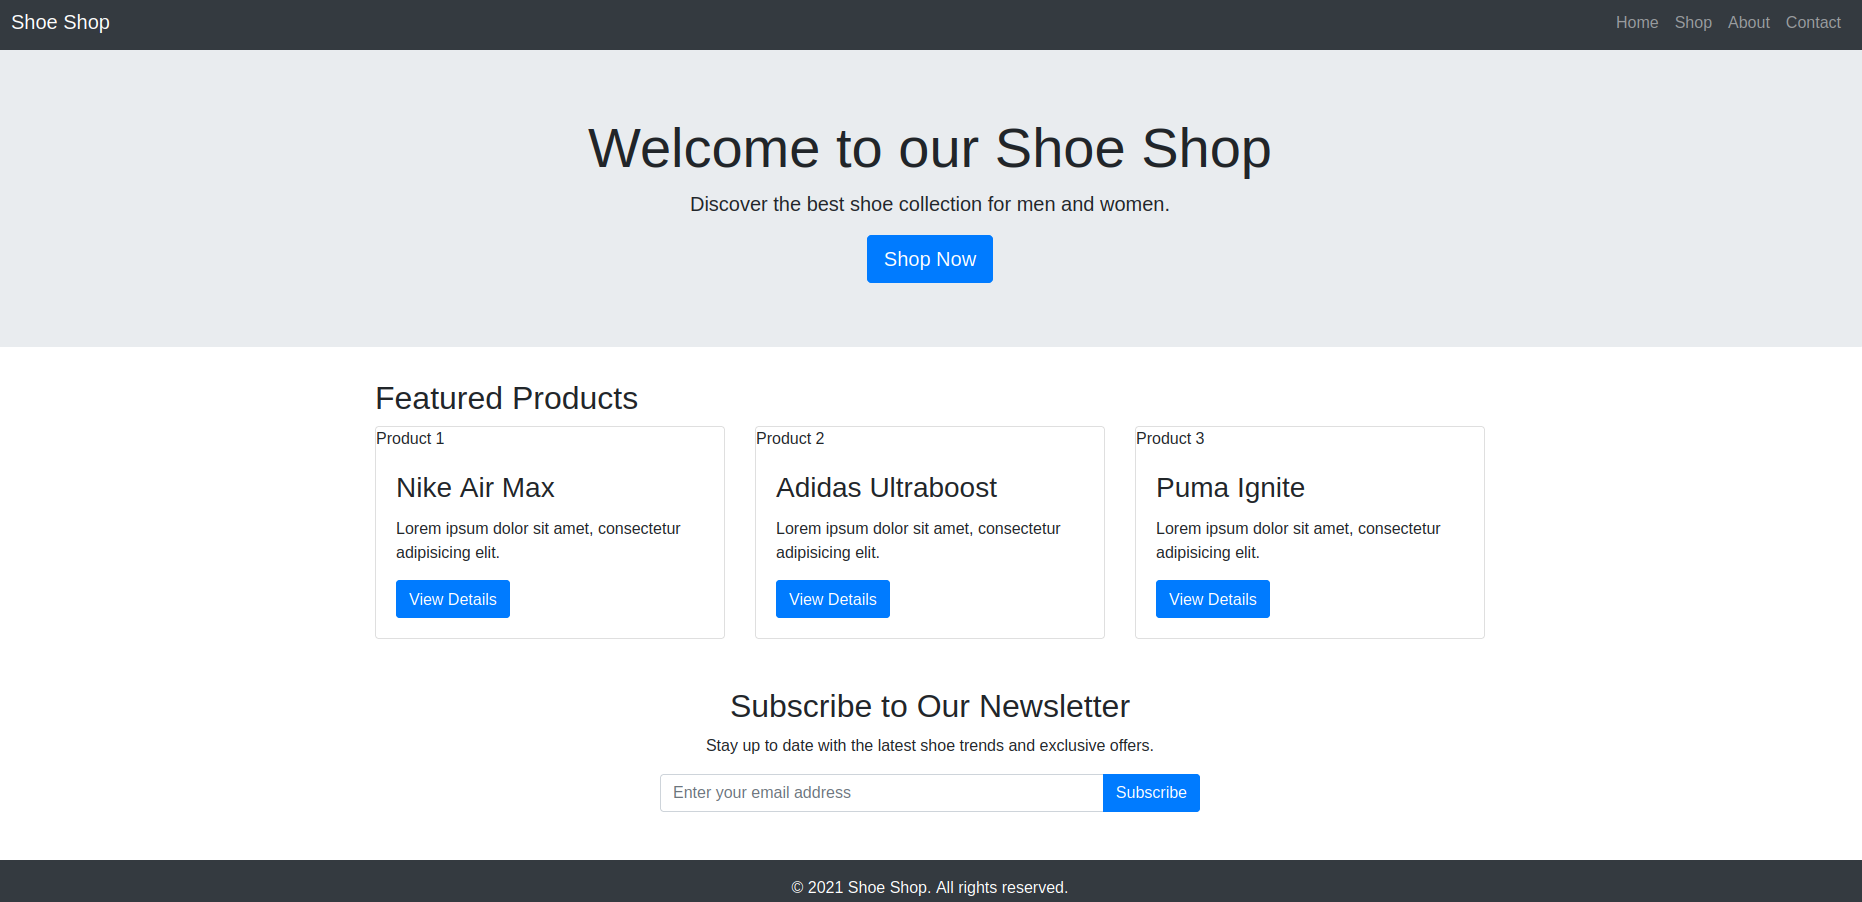 Shoe Shop
Home Shop About Contact
Welcome to our Shoe Shop
Discover the best shoe collection for men and women.
Shop Now
Featured Products
Product 1
Nike Air Max
Lorem ipsum dolor sit amet, consectetur
adipisicing elit.
View Details
Product 2
Adidas Ultraboost
Lorem ipsum dolor sit amet, consectetur
adipisicing elit.
View Details
Product 3
Puma Ignite
Lorem ipsum dolor sit amet, consectetur
adipisicing elit.
View Details
Subscribe to Our Newsletter
Stay up to date with the latest shoe trends and exclusive offers.
Enter your email address
Subscribe
© 2021 Shoe Shop. All rights reserved.